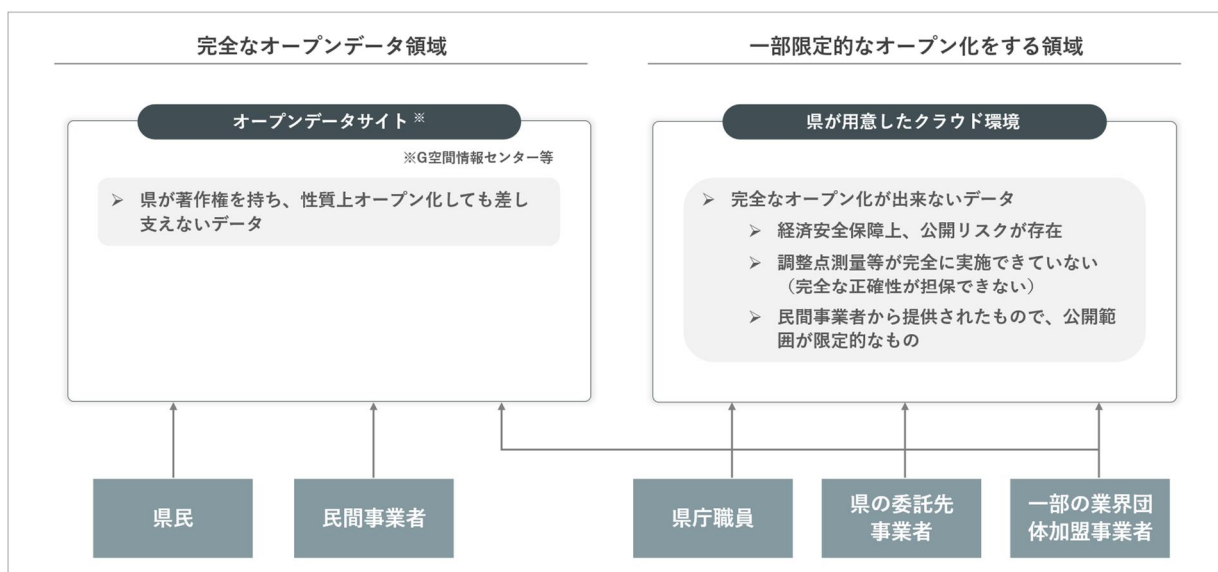 完全なオープンデータ領域
オープンデータサイト※
※G空間情報センター等
➢ 県が著作権を持ち、性質上オープン化しても差し
支えないデータ
県民
民間事業者
一部限定的なオープン化をする領域
県が用意したクラウド環境
➢ 完全なオープン化が出来ないデータ
➢ 経済安全保障上、公開リスクが存在
➢ 調整点測量等が完全に実施できていない
（完全な正確性が担保できない）
➢ 民間事業者から提供されたもので、公開範
囲が限定的なもの
県庁職員
県の委託先
事業者
一部の業界団
体加盟事業者